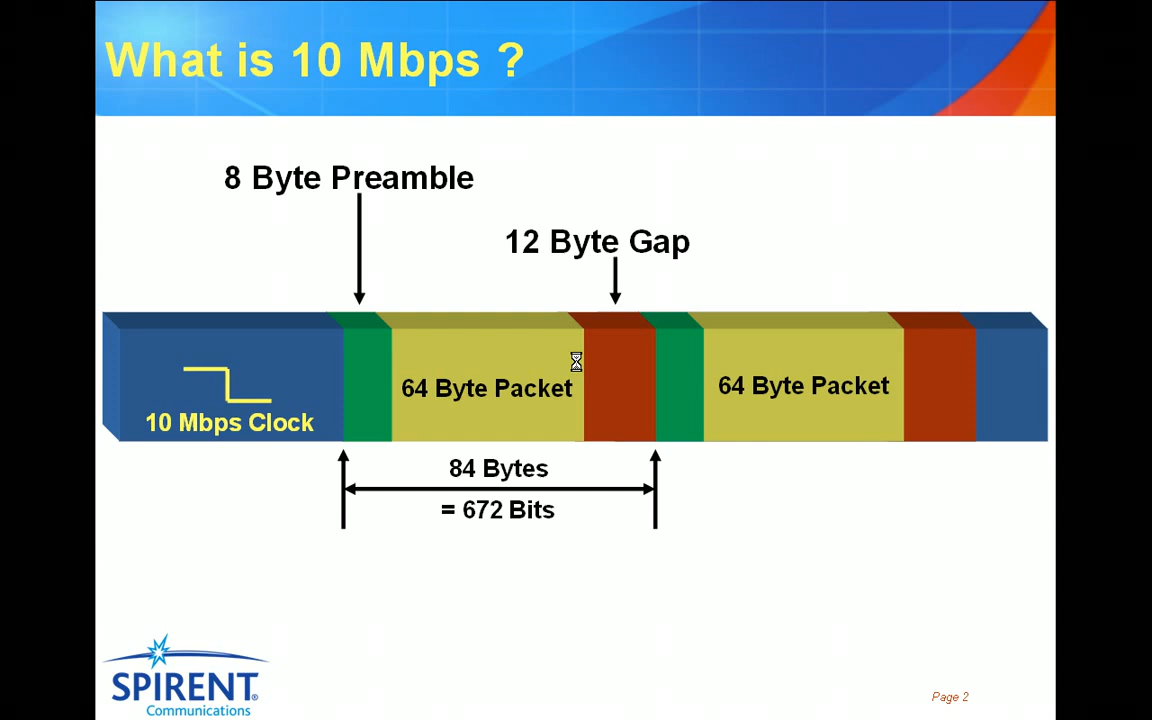 What is 10 Mbps ?
8 Byte Preamble
12 Byte Gap
64 Byte Packet
64 Byte Packet
10 Mbps Clock
84 Bytes
= 672 Bits
SPIRENT
Communications
Page 2